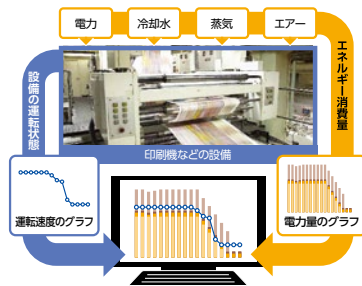 電力
冷却水
蒸気
エアー
設備の運転状態
エネルギー消費量
印刷機などの設備
運転速度のグラフ
電力量のグラフ